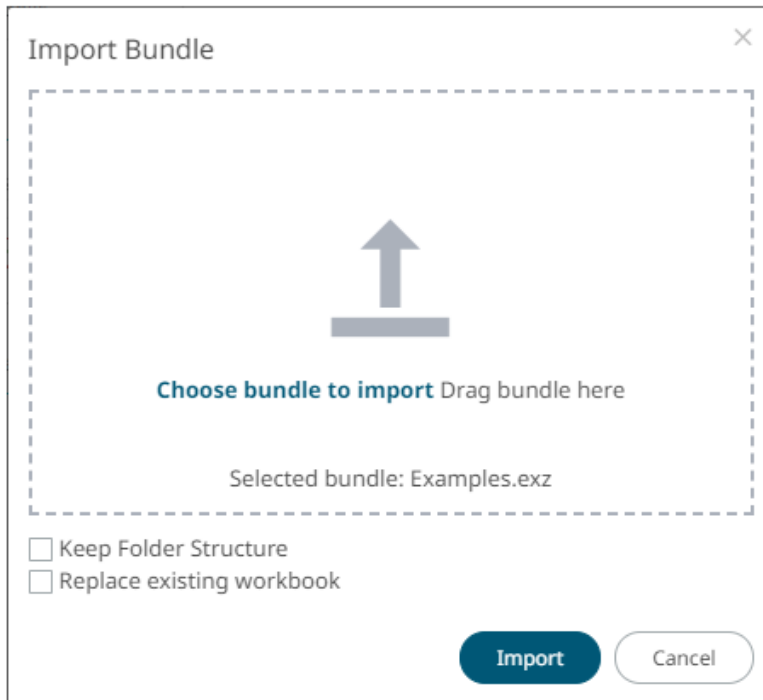 Import Bundle
Choose bundle to import Drag bundle here
Selected bundle: Examples.exz
Keep Folder Structure
Replace existing workbook
Import Cancel